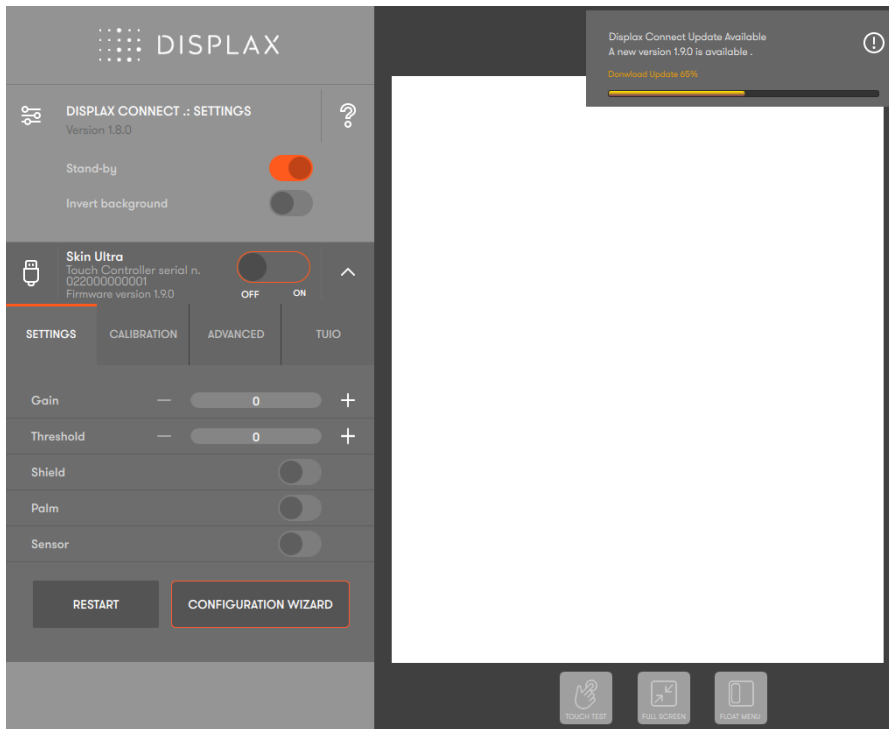 DISPLAX
DISPLAX CONNECT .: SETTINGS
Version 1.8.0
Stand-by
Invert background
Skin Ultra
Touch Controller serial n.
022000000001
Firmware version 1.9.0
OFF ON
SETTINGS CALIBRATION ADVANCED TUIO
Gain — 0 +
Threshold — 0 +
Shield
Palm
Sensor
RESTART CONFIGURATION WIZARD
Displax Connect Update Available
A new version 1.9.0 is available .
Donwload Update 65%
TOUCH TEST FULL SCREEN FLOAT MENU